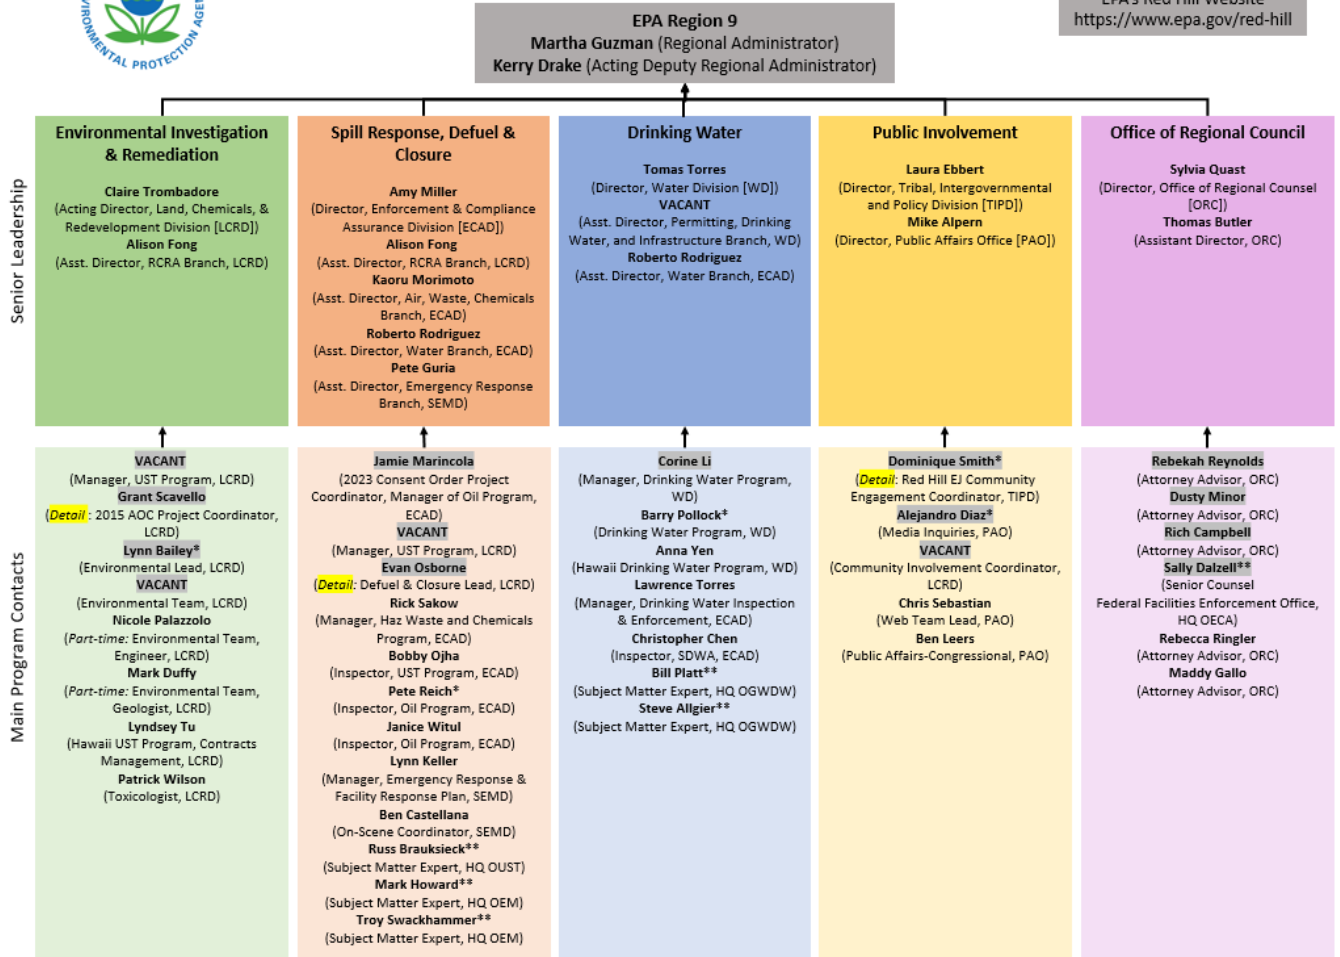 ENVIRONMENTAL PROTECTION AGEN
EPA's Red Hill Website
https://www.epa.gov/red-hill
EPA Region 9
Martha Guzman (Regional Administrator)
Kerry Drake (Acting Deputy Regional Administrator)
Senior Leadership
Environmental Investigation
& Remediation
Claire Trombadore
(Acting Director, Land, Chemicals, &
Redevelopment Division [LCRD])
Alison Fong
(Asst. Director, RCRA Branch, LCRD)
Spill Response, Defuel &
Closure
Amy Miller
(Director, Enforcement & Compliance
Assurance Division [ECAD])
Alison Fong
(Asst. Director, RCRA Branch, LCRD)
Kaoru Morimoto
(Asst. Director, Air, Waste, Chemicals
Branch, ECAD)
Roberto Rodriguez
(Asst. Director, Water Branch, ECAD)
Pete Guria
(Asst. Director, Emergency Response
Branch, SEMD)
Drinking Water
Tomas Torres
(Director, Water Division [WD])
VACANT
(Asst. Director, Permitting, Drinking
Water, and Infrastructure Branch, WD)
Roberto Rodriguez
(Asst. Director, Water Branch, ECAD)
Public Involvement
Laura Ebbert
(Director, Tribal, Intergovernmental
and Policy Division [TIPD])
Mike Alpern
(Director, Public Affairs Office [PAO])
Office of Regional Council
Sylvia Quast
(Director, Office of Regional Counsel
[ORC])
Thomas Butler
(Assistant Director, ORC)
Main Program Contacts
VACANT
(Manager, UST Program, LCRD)
Grant Scavello
(Detail : 2015 AOC Project Coordinator,
LCRD)
Lynn Bailey*
(Environmental Lead, LCRD)
VACANT
(Environmental Team, LCRD)
Nicole Palazzolo
(Part-time: Environmental Team,
Engineer, LCRD)
Mark Duffy
(Part-time: Environmental Team,
Geologist, LCRD)
Lyndsey Tu
(Hawaii UST Program, Contracts
Management, LCRD)
Patrick Wilson
(Toxicologist, LCRD)
Jamie Marincola
(2023 Consent Order Project
Coordinator, Manager of Oil Program,
ECAD)
VACANT
(Manager, UST Program, LCRD)
Evan Osborne
(Detail: Defuel & Closure Lead, LCRD)
Rick Sakow
(Manager, Haz Waste and Chemicals
Program, ECAD)
Bobby Ojha
(Inspector, UST Program, ECAD)
Pete Reich*
(Inspector, Oil Program, ECAD)
Janice Witul
(Inspector, Oil Program, ECAD)
Lynn Keller
(Manager, Emergency Response &
Facility Response Plan, SEMD)
Ben Castellana
(On-Scene Coordinator, SEMD)
Russ Brauksieck**
(Subject Matter Expert, HQ OUST)
Mark Howard**
(Subject Matter Expert, HQ OEM)
Troy Swackhammer**
(Subject Matter Expert, HQ OEM)
Corine Li
(Manager, Drinking Water Program,
WD)
Barry Pollock*
(Drinking Water Program, WD)
Anna Yen
(Hawaii Drinking Water Program, WD)
Lawrence Torres
(Manager, Drinking Water Inspection
& Enforcement, ECAD)
Christopher Chen
(Inspector, SDWA, ECAD)
Bill Platt**
(Subject Matter Expert, HQ OGWDW)
Steve Allgier**
(Subject Matter Expert, HQ OGWDW)
Dominique Smith*
(Detail: Red Hill EJ Community
Engagement Coordinator, TIPD)
Alejandro Diaz*
(Media Inquiries, PAO)
VACANT
(Community Involvement Coordinator,
LCRD)
Chris Sebastian
(Web Team Lead, PAO)
Ben Leers
(Public Affairs-Congressional, PAO)
Rebekah Reynolds
(Attorney Advisor, ORC)
Dusty Minor
(Attorney Advisor, ORC)
Rich Campbell
(Attorney Advisor, ORC)
Sally Dalzell**
(Senior Counsel
Federal Facilities Enforcement Office,
HQ OECA)
Rebecca Ringler
(Attorney Advisor, ORC)
Maddy Gallo
(Attorney Advisor, ORC)